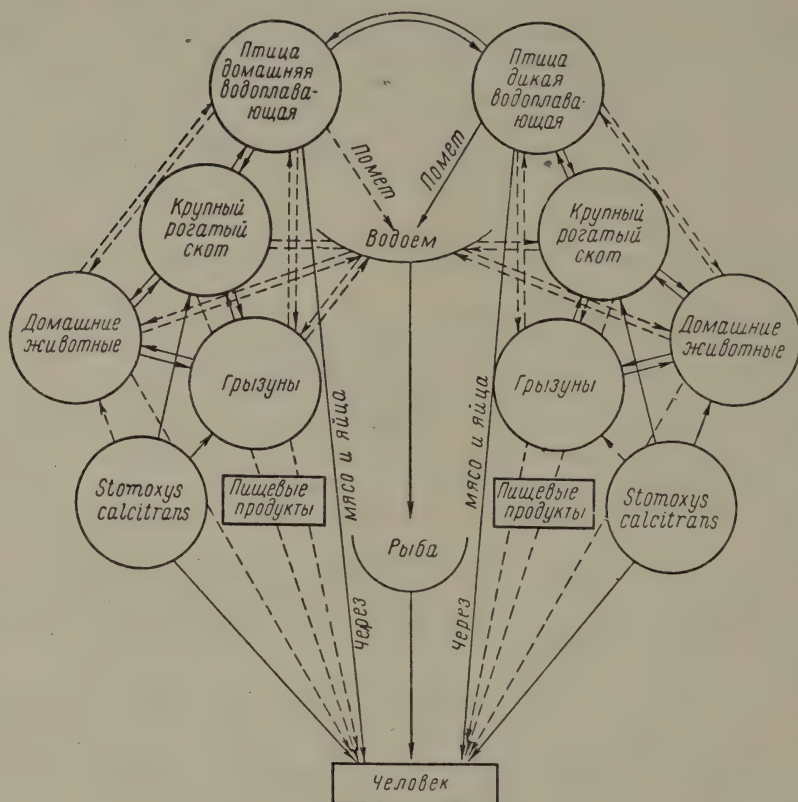 Птица
домашняя
водоплава-
ющая
Птица
дикая
водоплава-
ющая
Помет
Помет
Крупный
рогатый
скот
Водоем
Крупный
рогатый
скот
Домашние
животные
Домашние
животные
Грызуны
Грызуны
мясо и яйца
мясо и яйца
Stomoxys
calcitrans
Пищевые
продукты
Пищевые
продукты
Stomoxys
calcitrans
Рыба
Через
Через
Человек